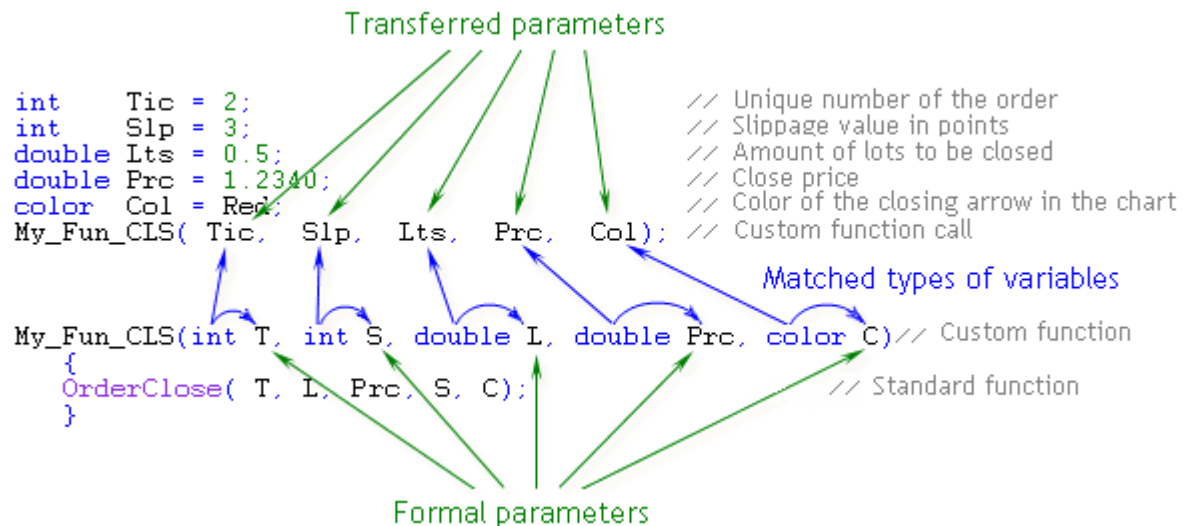 Transferred parameters
int Tic = 2; // Unique number of the order
int Slp = 3; // Slippage value in points
double Lts = 0.5; // Amount of lots to be closed
double Prc = 1.2340; // Close price
color Col = Red; // Color of the closing arrow in the chart
My_Fun_CLS( Tic, Slp, Lts, Prc, Col); // Custom function call
Matched types of variables
My_Fun_CLS(int T, int S, double L, double Prc, color C)// Custom function
{
OrderClose( T, L, Prc, S, C); // Standard function
}
Formal parameters